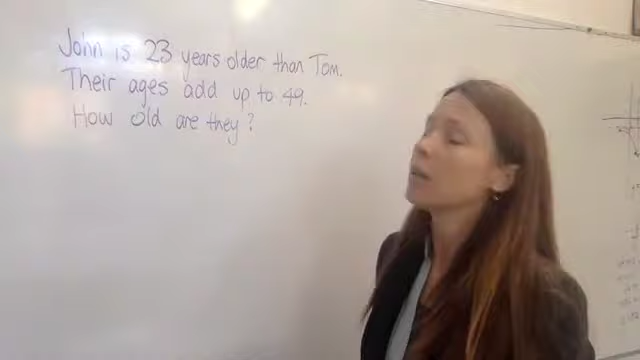 John is 23 years older than Tom.
Their ages add up to 49.
How old are they?